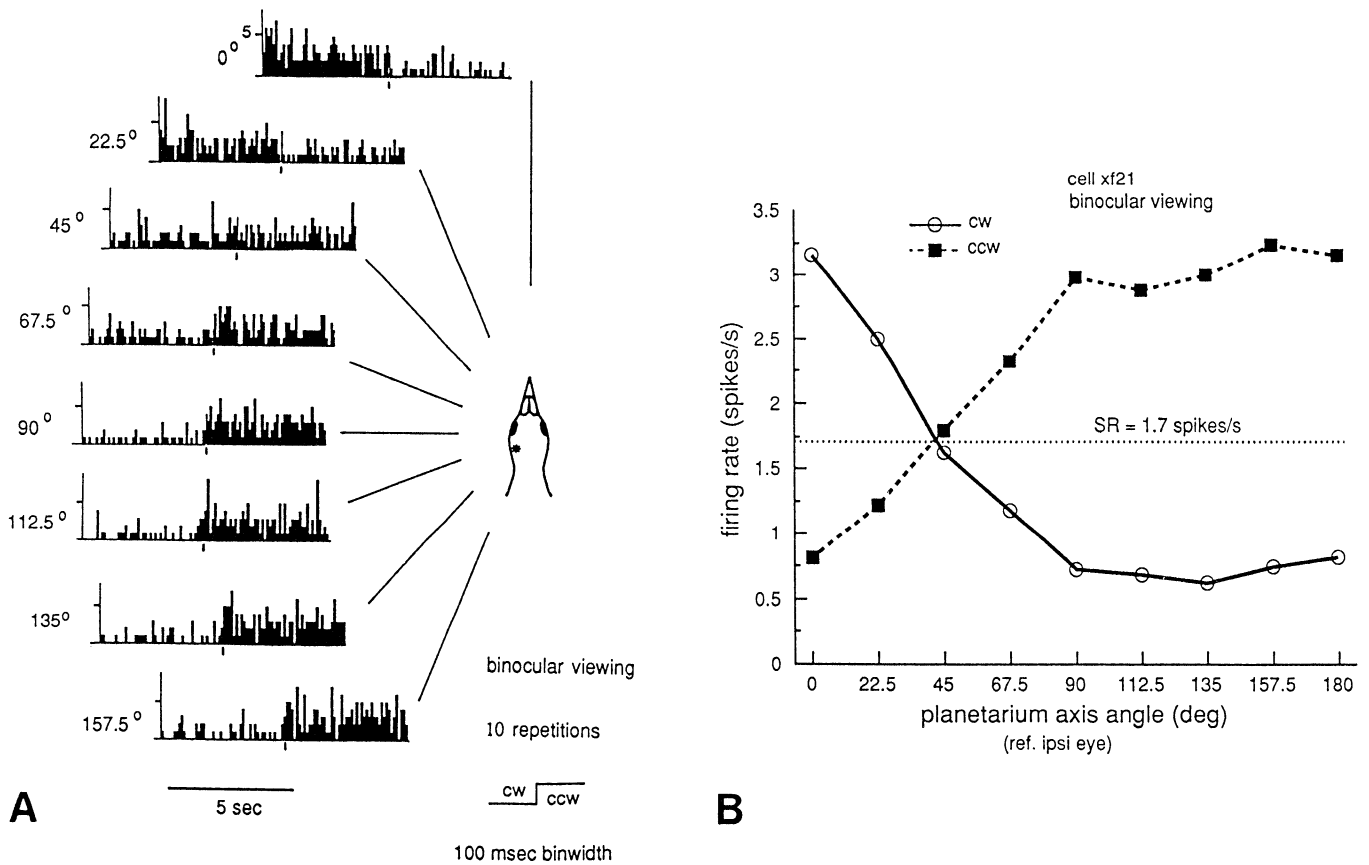 5
0°
22.5°
45°
67.5°
90°
112.5°
135°
157.5°
binocular viewing
10 repetitions
cw
ccw
5 sec
100 msec binwidth
A
cell xf21
binocular viewing
cw
ccw
SR = 1.7 spikes/s
firing rate (spikes/s)
3.5
3
2.5
2
1.5
1
0.5
0
0 22.5 45 67.5 90 112.5 135 157.5 180
planetarium axis angle (deg)
(ref. ipsi eye)
B